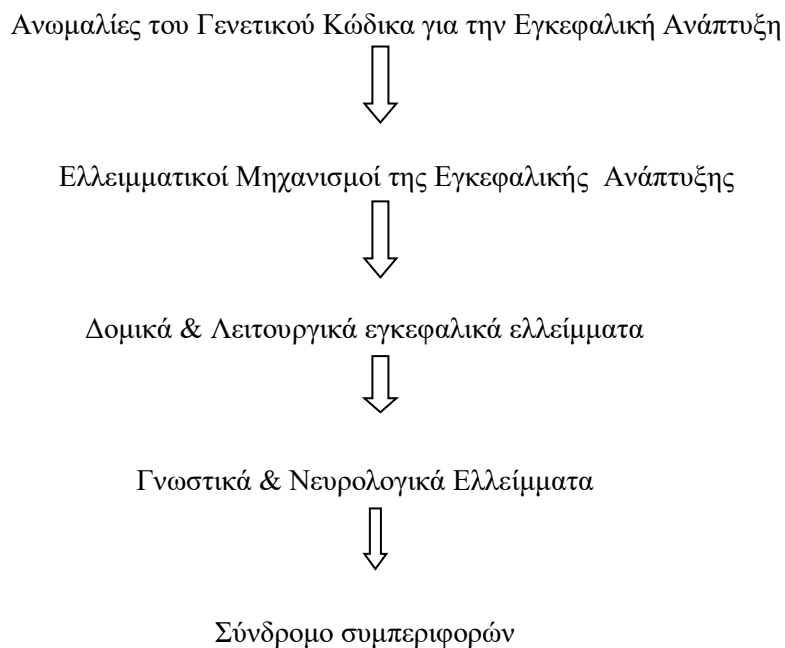 Ανωμαλίες του Γενετικού Κώδικα για την Εγκεφαλική Ανάπτυξη
Ελλειμματικοί Μηχανισμοί της Εγκεφαλικής Ανάπτυξης
Δομικά & Λειτουργικά εγκεφαλικά ελλείμματα
Γνωστικά & Νευρολογικά Ελλείμματα
Σύνδρομο συμπεριφορών